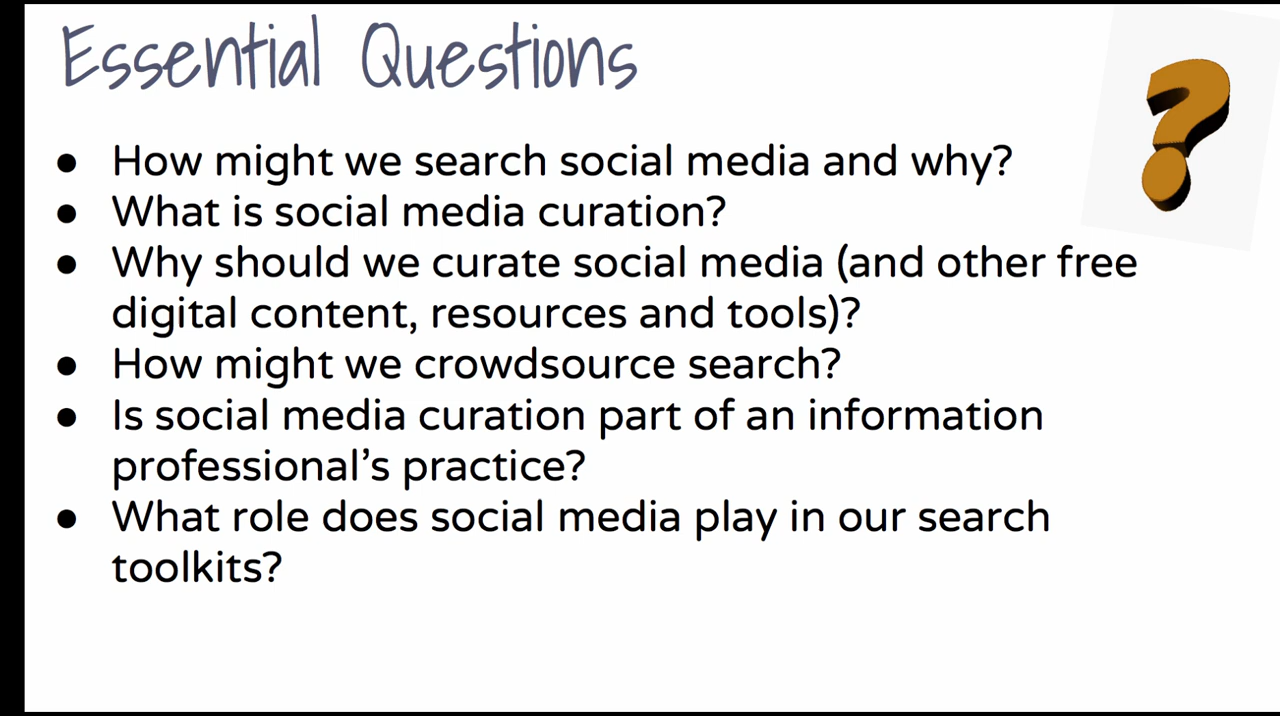 Essential Questions
● How might we search social media and why?
● What is social media curation?
● Why should we curate social media (and other free
digital content, resources and tools)?
● How might we crowdsource search?
● Is social media curation part of an information
professional’s practice?
● What role does social media play in our search
toolkits?